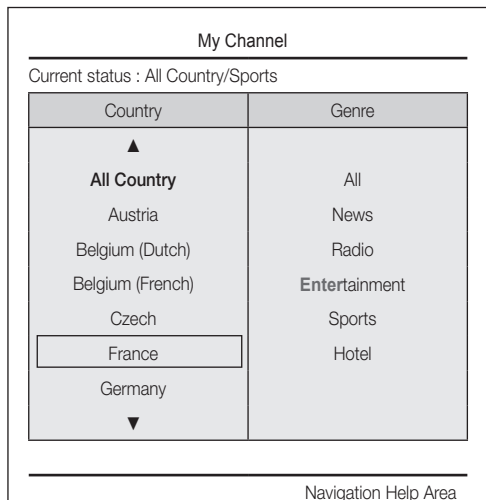 My Channel
Current status : All Country/Sports
Country Genre
▲
All Country All
Austria News
Belgium (Dutch) Radio
Belgium (French) Entertainment
Czech Sports
France Hotel
Germany
▼
Navigation Help Area